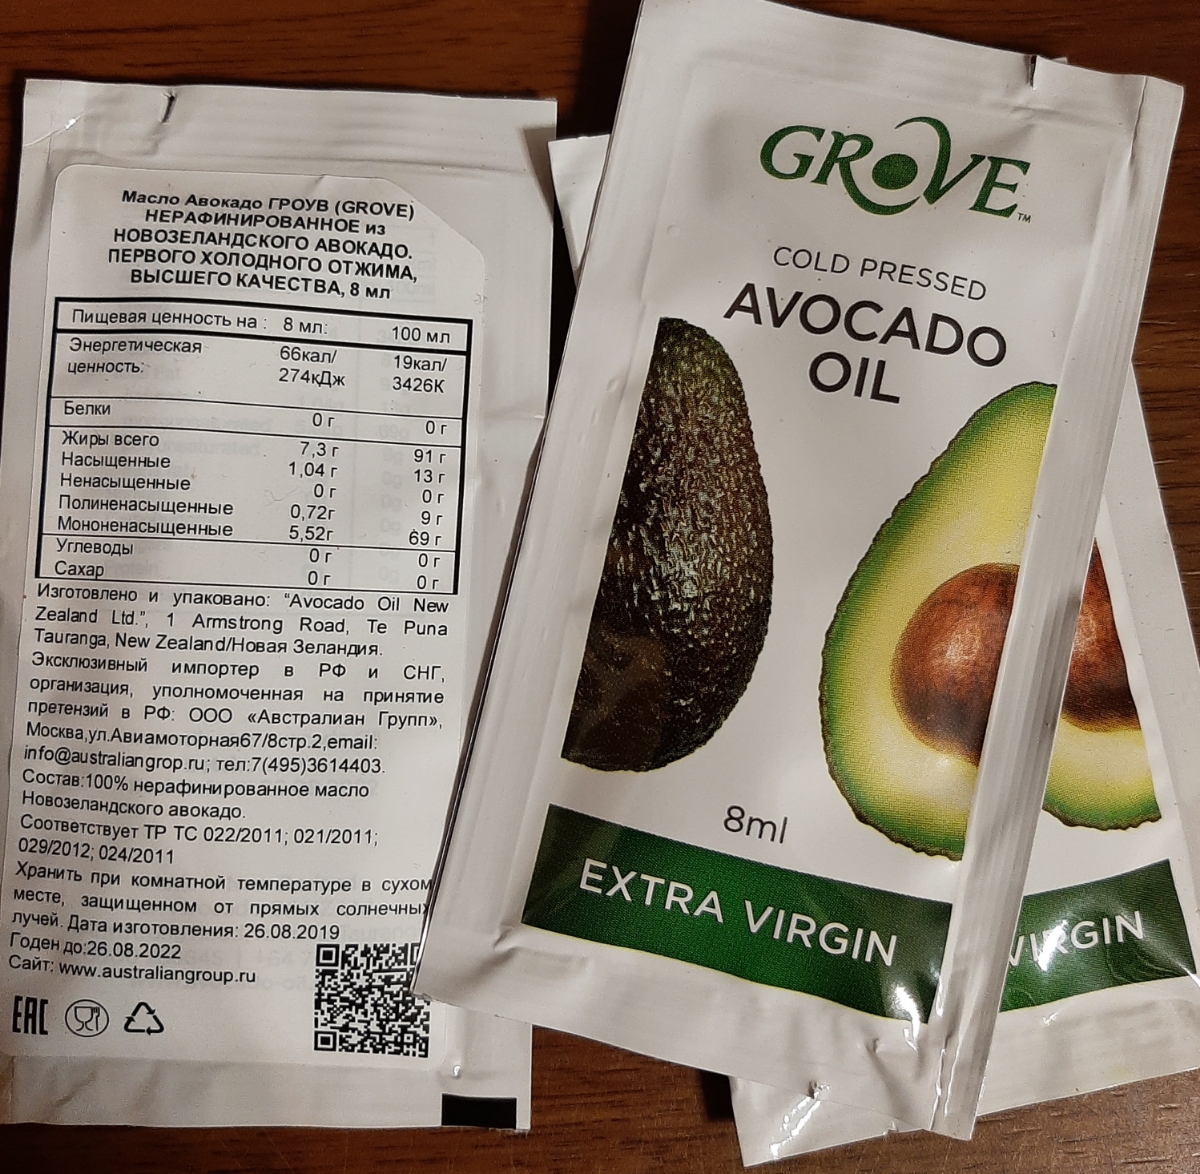 Масло Авокадо ГРОУВ (GROVE)
НЕРАФИНИРОВАННОЕ из
НОВОЗЕЛАНДСКОГО АВОКАДО.
ПЕРВОГО ХОЛОДНОГО ОТЖИМА,
ВЫСШЕГО КАЧЕСТВА, 8 мл
Пищевая ценность на : 8 мл: 100 мл
Энергетическая 66кал/ 19кал/
ценность: 274кДж 3426К
Белки 0 г 0 г
Жиры всего 7,3 г 91 г
Насыщенные 1,04 г 13 г
Ненасыщенные 0 г 0 г
Полиненасыщенные 0,72г 9 г
Мононенасыщенные 5,52г 69 г
Углеводы 0 г 0 г
Сахар 0 г 0 г
Изготовлено и упаковано: “Avocado Oil New
Zealand Ltd.”, 1 Armstrong Road, Te Puna
Tauranga, New Zealand/Новая Зеландия.
Эксклюзивный импортер в РФ и СНГ,
организация, уполномоченная на принятие
претензий в РФ: ООО «Австралиан Групп»,
Москва,ул.Авиамоторная67/8стр.2,email:
info@australiangrop.ru; тел:7(495)3614403.
Состав:100% нерафинированное масло
Новозеландского авокадо.
Соответствует ТР ТС 022/2011; 021/2011;
029/2012; 024/2011
Хранить при комнатной температуре в сухом
месте, защищенном от прямых солнечных
лучей. Дата изготовления: 26.08.2019
Годен до:26.08.2022
Сайт: www.australiangroup.ru
EAC
GROVE™
COLD PRESSED
AVOCADO
OIL
8ml
EXTRA VIRGIN
VIRGIN